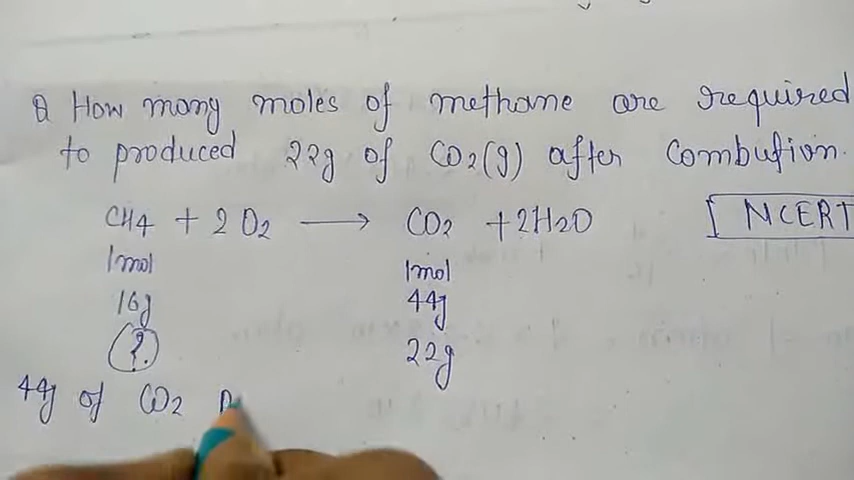 Q How many moles of methane are required
to produced 22g of CO2(g) after Combution.
CH4 + 2O2 → CO2 + 2H2O [NCERT
1mol 1mol
16g 44g
(?.) 22g
44g of CO2 p